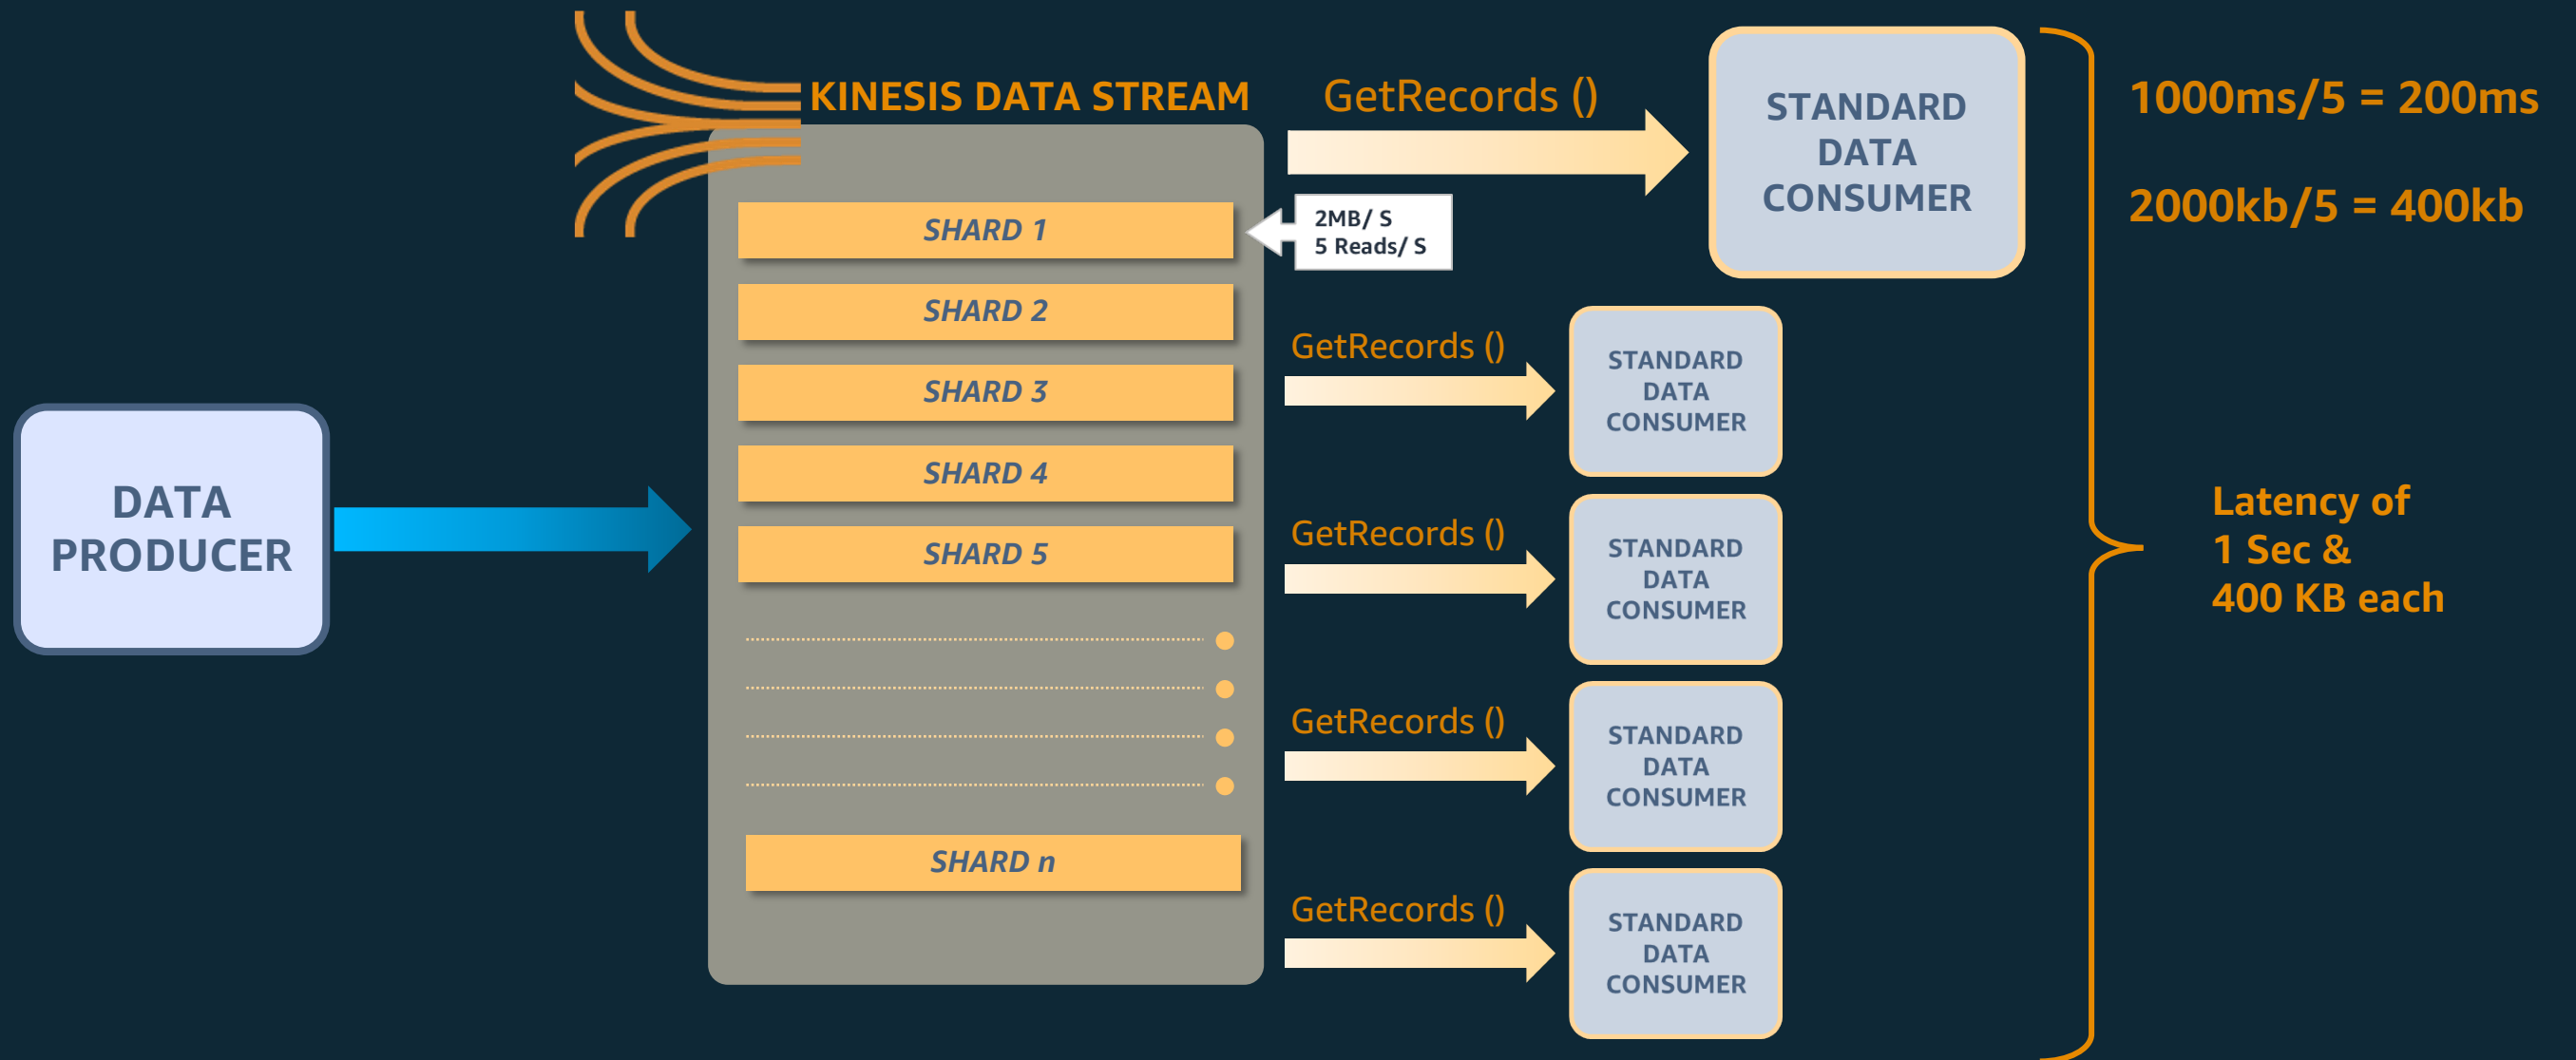 KINESIS DATA STREAM
GetRecords ()
STANDARD
DATA
CONSUMER
1000ms/5 = 200ms
2000kb/5 = 400kb
SHARD 1
2MB/ S
5 Reads/ S
SHARD 2
SHARD 3
SHARD 4
SHARD 5
SHARD n
DATA
PRODUCER
GetRecords ()
STANDARD
DATA
CONSUMER
GetRecords ()
STANDARD
DATA
CONSUMER
GetRecords ()
STANDARD
DATA
CONSUMER
GetRecords ()
STANDARD
DATA
CONSUMER
Latency of
1 Sec &
400 KB each